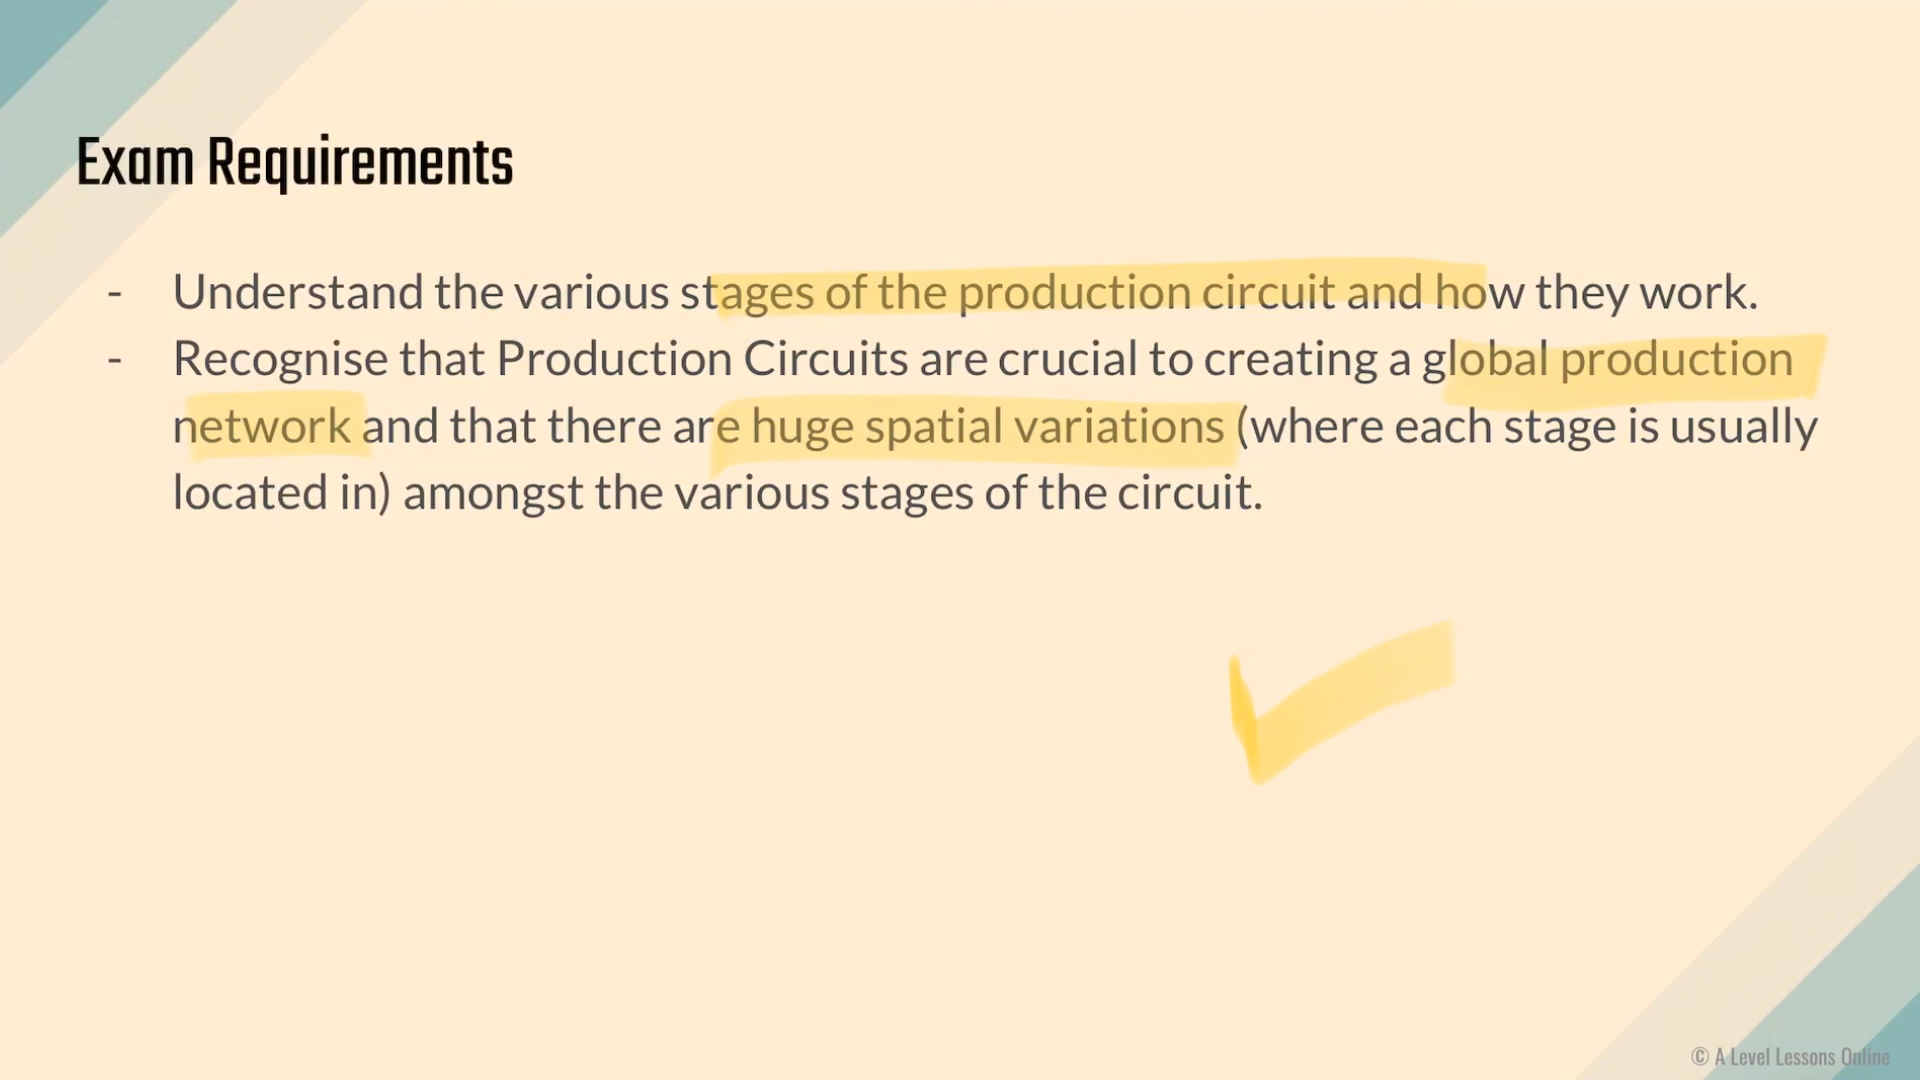 Exam Requirements
- Understand the various stages of the production circuit and how they work.
- Recognise that Production Circuits are crucial to creating a global production
network and that there are huge spatial variations (where each stage is usually
located in) amongst the various stages of the circuit.
© A Level Lessons Online